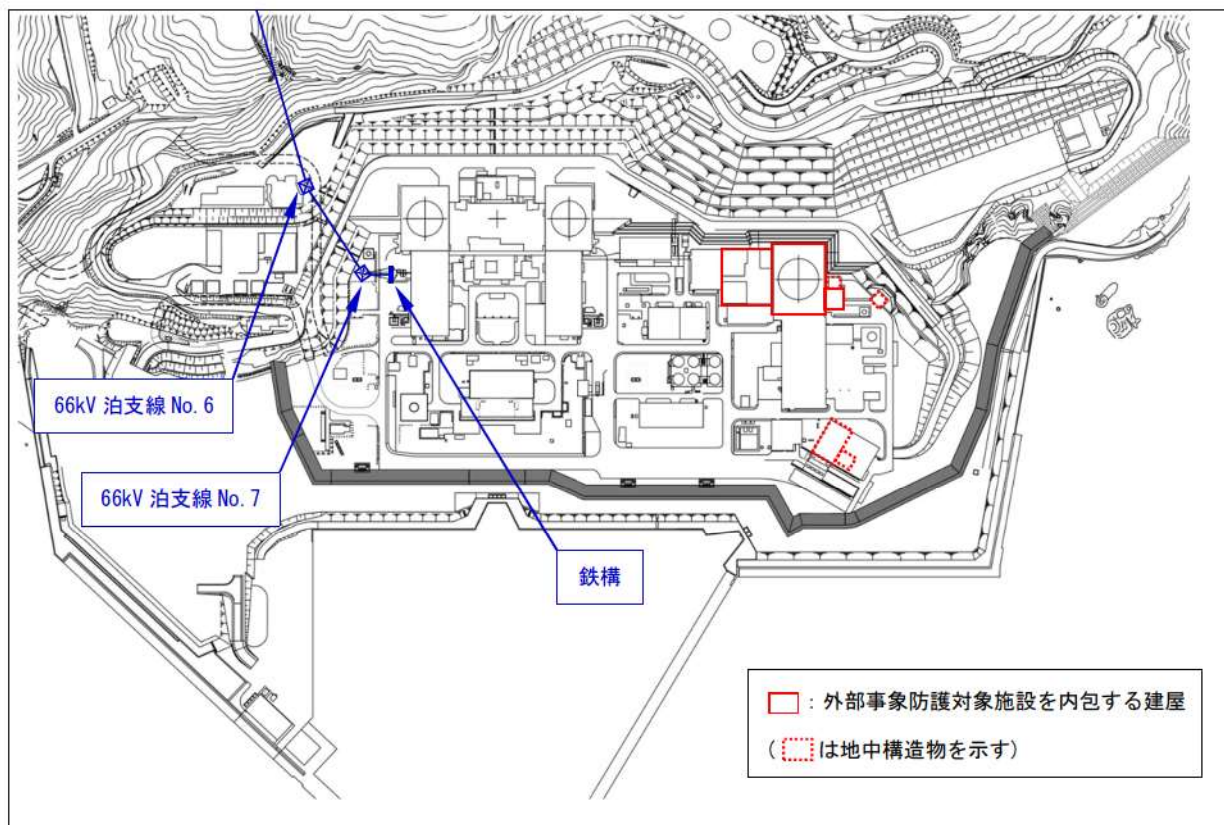 66kV 泊支線 No. 6
66kV 泊支線 No. 7
鉄構
: 外部事象防護対象施設を内包する建屋
( は地中構造物を示す)